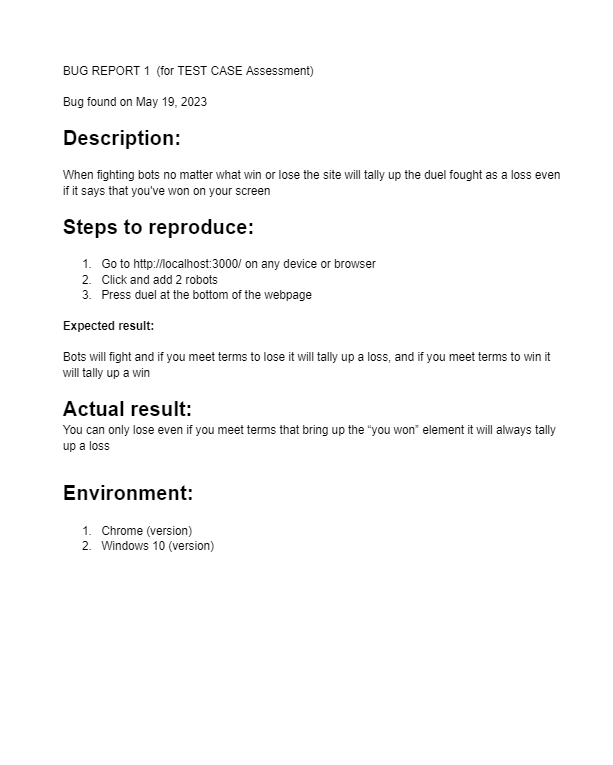 BUG REPORT 1  (for TEST CASE Assessment)
Bug found on May 19, 2023
Description:
When fighting bots no matter what win or lose the site will tally up the duel fought as a loss even
if it says that you've won on your screen
Steps to reproduce:
1. Go to http://localhost:3000/ on any device or browser
2. Click and add 2 robots
3. Press duel at the bottom of the webpage
Expected result:
Bots will fight and if you meet terms to lose it will tally up a loss, and if you meet terms to win it
will tally up a win
Actual result:
You can only lose even if you meet terms that bring up the “you won” element it will always tally
up a loss
Environment:
1. Chrome (version)
2. Windows 10 (version)